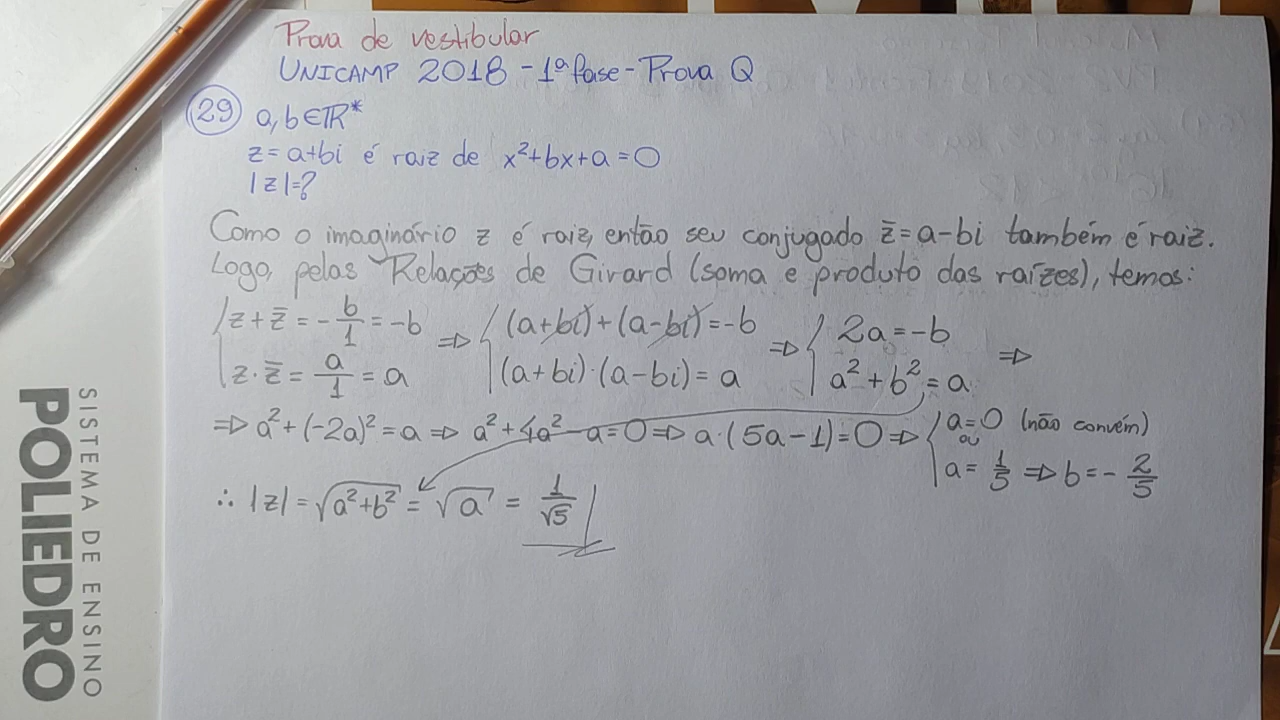 Prova de vestibular
UNICAMP 2018 - 1ª fase - Prova Q
29 a, b ∈ ℝ*
z = a+bi é raiz de x²+bx+a=0
|z|=?
Como o imaginário z é raiz, então seu conjugado z̄ = a-bi também é raiz.
Logo, pelas Relações de Girard (soma e produto das raízes), temos:
{ z+z̄ = -b/1 = -b ⇒ { (a+bi)+(a-bi) = -b ⇒ { 2a = -b ⇒
z·z̄ = a/1 = a (a+bi)·(a-bi) = a a²+b² = a
⇒ a²+(-2a)² = a ⇒ a²+4a²-a=0 ⇒ a·(5a-1)=0 ⇒ { a=0 (não convém)
ou
a = 1/5 ⇒ b = -2/5
∴ |z| = √(a²+b²) = √a = 1/√5
SISTEMA DE ENSINO
POLIEDRO